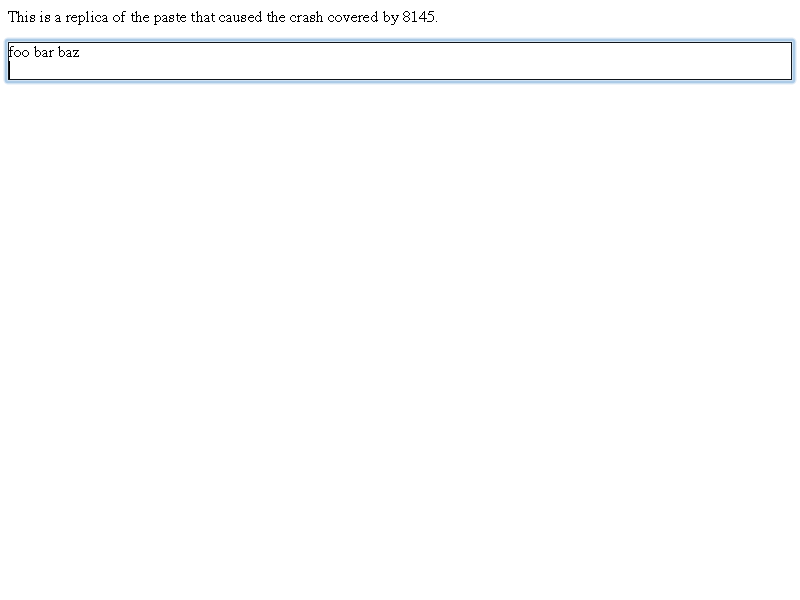 This is a replica of the paste that caused the crash covered by 8145.
foo bar baz